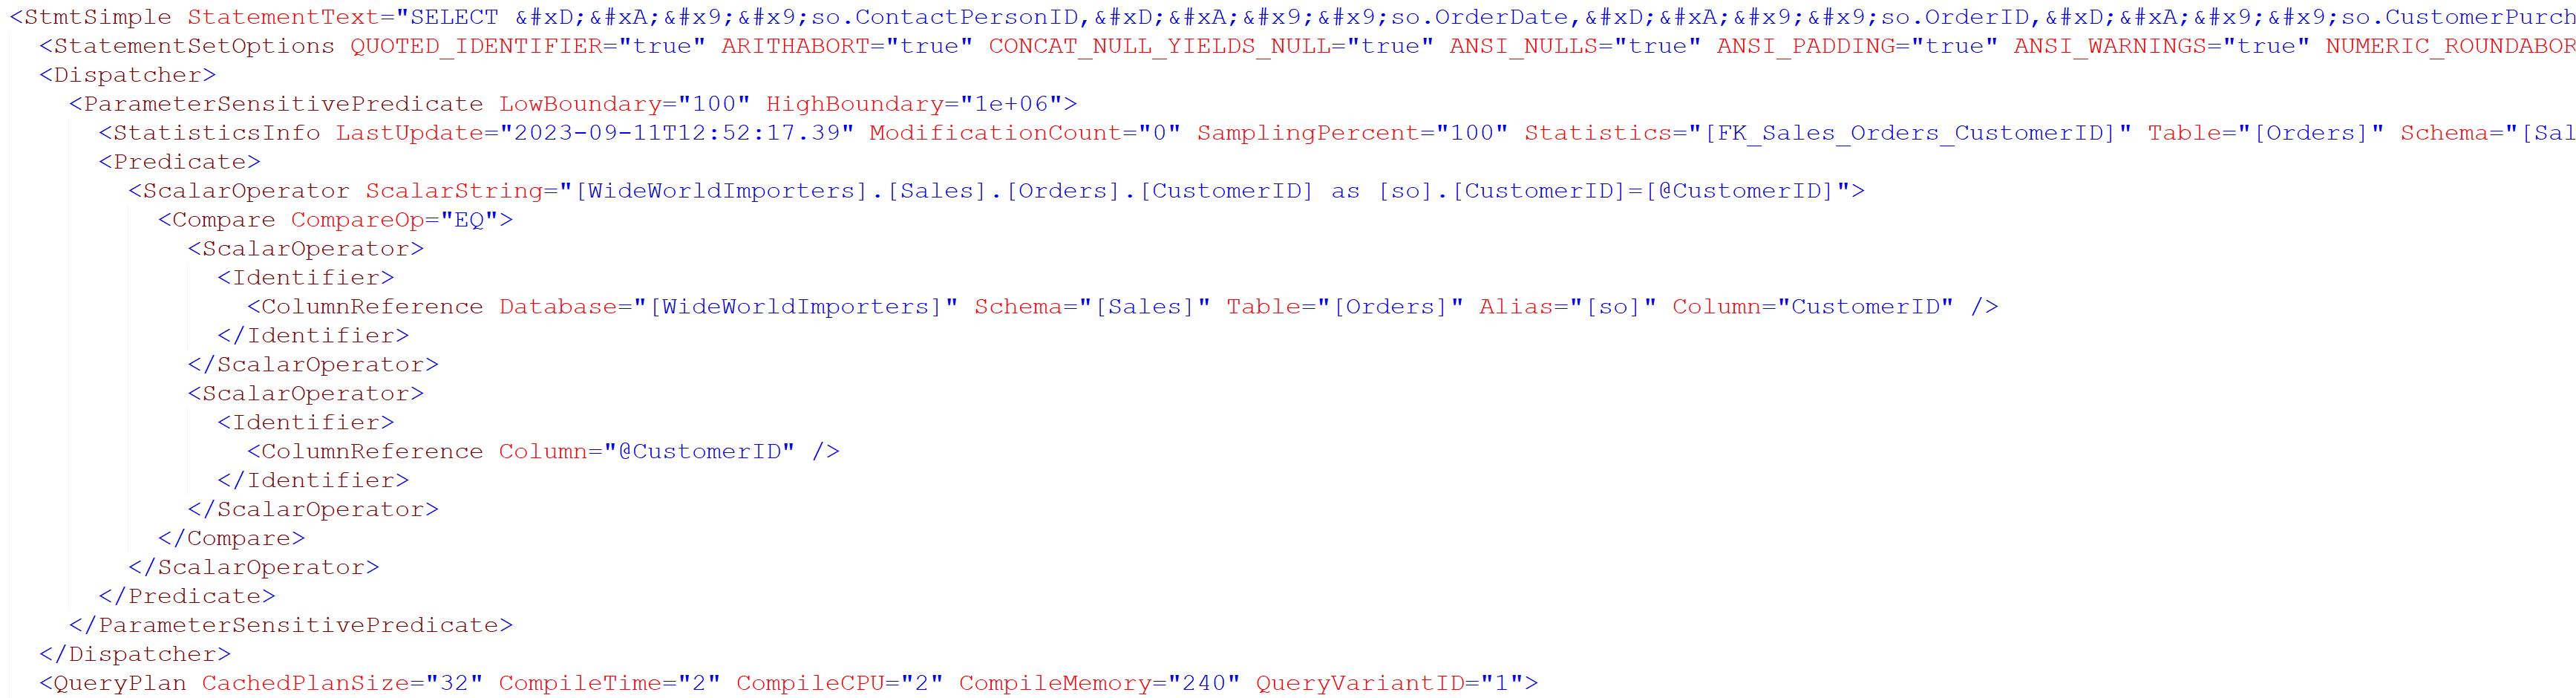 <StmtSimple StatementText="SELECT &#xD;&#xA;&#x9;&#x9;so.ContactPersonID,&#xD;&#xA;&#x9;&#x9;so.OrderDate,&#xD;&#xA;&#x9;&#x9;so.OrderID,&#xD;&#xA;&#x9;&#x9;so.CustomerPurch
<StatementSetOptions QUOTED_IDENTIFIER="true" ARITHABORT="true" CONCAT_NULL_YIELDS_NULL="true" ANSI_NULLS="true" ANSI_PADDING="true" ANSI_WARNINGS="true" NUMERIC_ROUNDABOR
<Dispatcher>
<ParameterSensitivePredicate LowBoundary="100" HighBoundary="1e+06">
<StatisticsInfo LastUpdate="2023-09-11T12:52:17.39" ModificationCount="0" SamplingPercent="100" Statistics="[FK_Sales_Orders_CustomerID]" Table="[Orders]" Schema="[Sal
<Predicate>
<ScalarOperator ScalarString="[WideWorldImporters].[Sales].[Orders].[CustomerID] as [so].[CustomerID]=[@CustomerID]">
<Compare CompareOp="EQ">
<ScalarOperator>
<Identifier>
<ColumnReference Database="[WideWorldImporters]" Schema="[Sales]" Table="[Orders]" Alias="[so]" Column="CustomerID" />
</Identifier>
</ScalarOperator>
<ScalarOperator>
<Identifier>
<ColumnReference Column="@CustomerID" />
</Identifier>
</ScalarOperator>
</Compare>
</ScalarOperator>
</Predicate>
</ParameterSensitivePredicate>
</Dispatcher>
<QueryPlan CachedPlanSize="32" CompileTime="2" CompileCPU="2" CompileMemory="240" QueryVariantID="1">